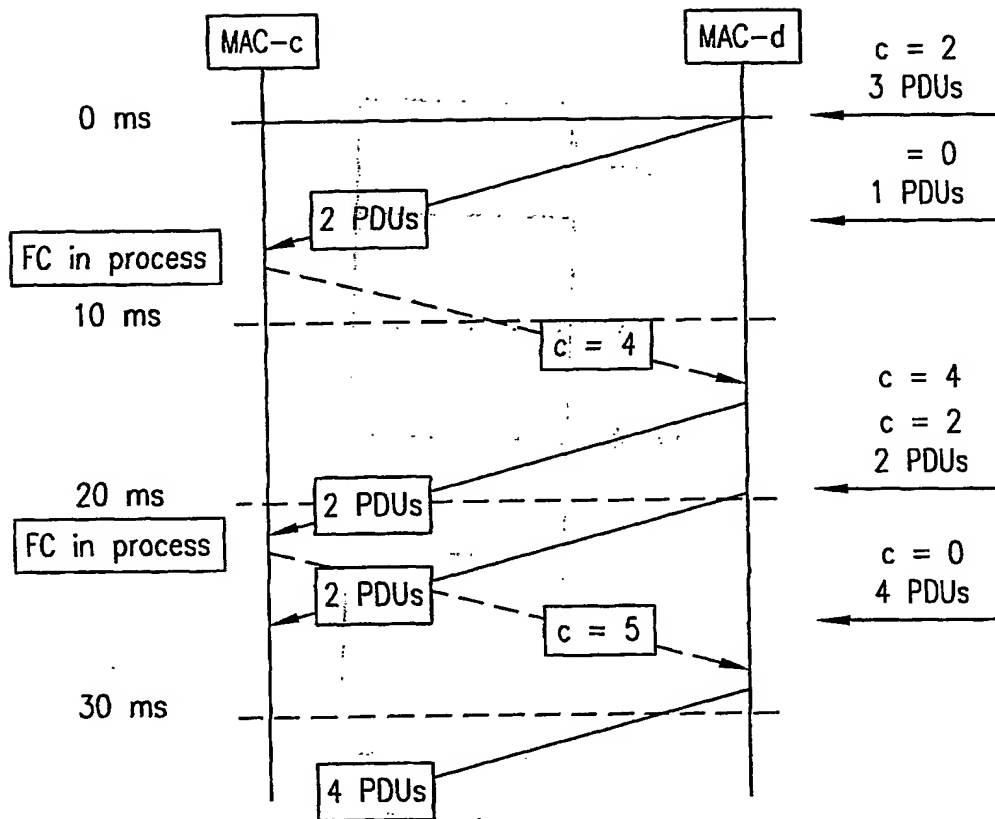 MAC-c
MAC-d
c = 2
3 PDUs
0 ms
= 0
1 PDUs
2 PDUs
FC in process
10 ms
c = 4
c = 4
c = 2
2 PDUs
20 ms
2 PDUs
FC in process
c = 0
4 PDUs
2 PDUs
c = 5
30 ms
4 PDUs